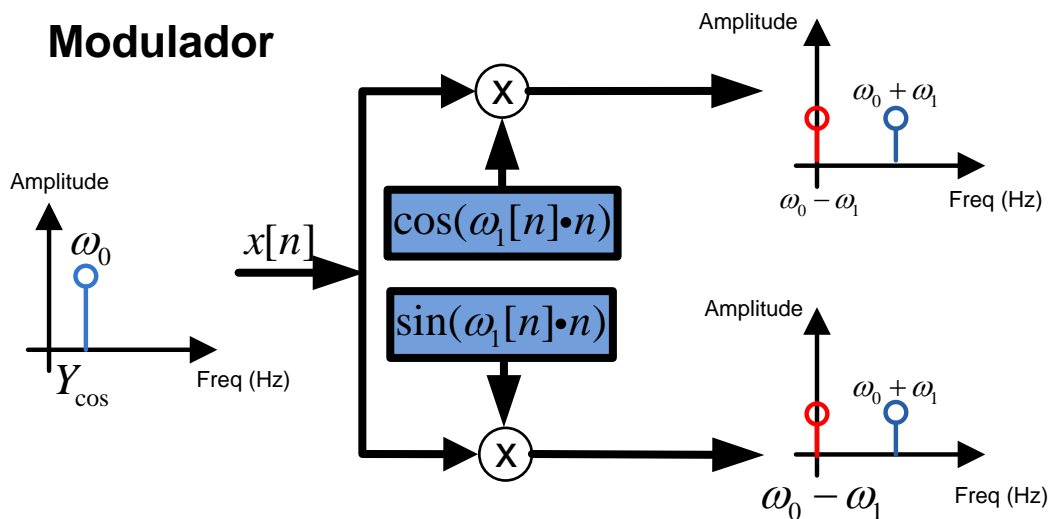 Modulador
Amplitude
ω₀
Y_cos
Freq (Hz)
x[n]
X
cos(ω₁[n]•n)
sin(ω₁[n]•n)
X
Amplitude
ω₀ + ω₁
ω₀ − ω₁
Freq (Hz)
Amplitude
ω₀ + ω₁
ω₀ − ω₁
Freq (Hz)